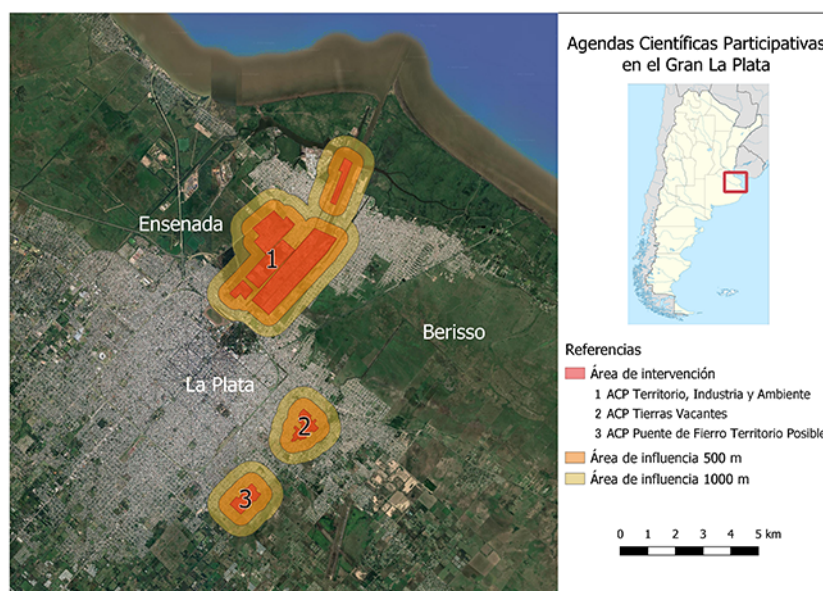 Agendas Científicas Participativas
en el Gran La Plata
Ensenada
1
Berisso
La Plata
2
3
Referencias
Área de intervención
1 ACP Territorio, Industria y Ambiente
2 ACP Tierras Vacantes
3 ACP Puente de Fierro Territorio Posible
Área de influencia 500 m
Área de influencia 1000 m
0 1 2 3 4 5 km